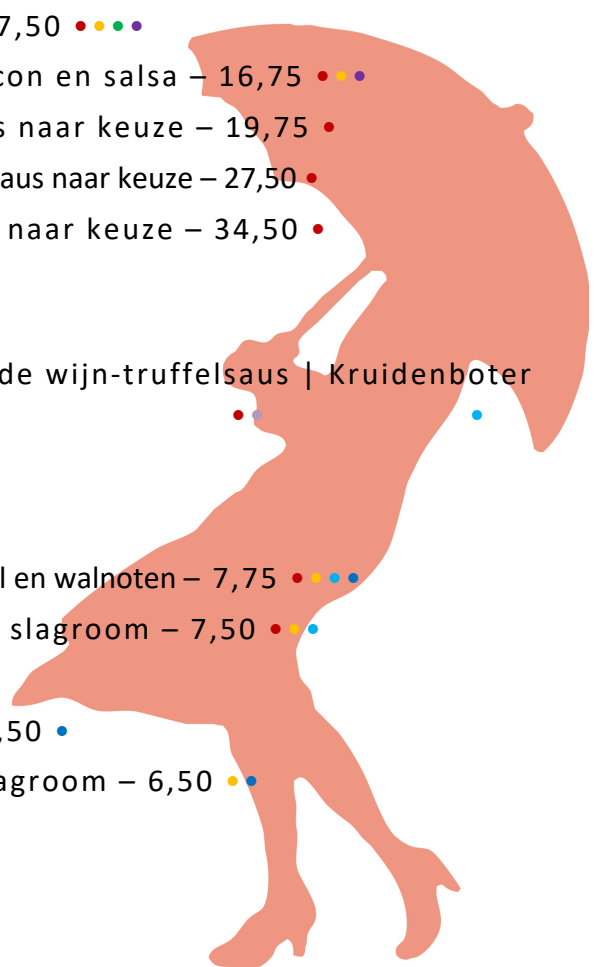 7,50
con en salsa – 16,75
s naar keuze – 19,75
aus naar keuze – 27,50
naar keuze – 34,50
de wijn-truffelsaus | Kruidenboter
l en walnoten – 7,75
slagroom – 7,50
,50
agroom – 6,50